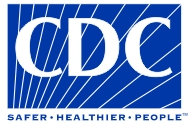 CDC
SAFER • HEALTHIER • PEOPLE™